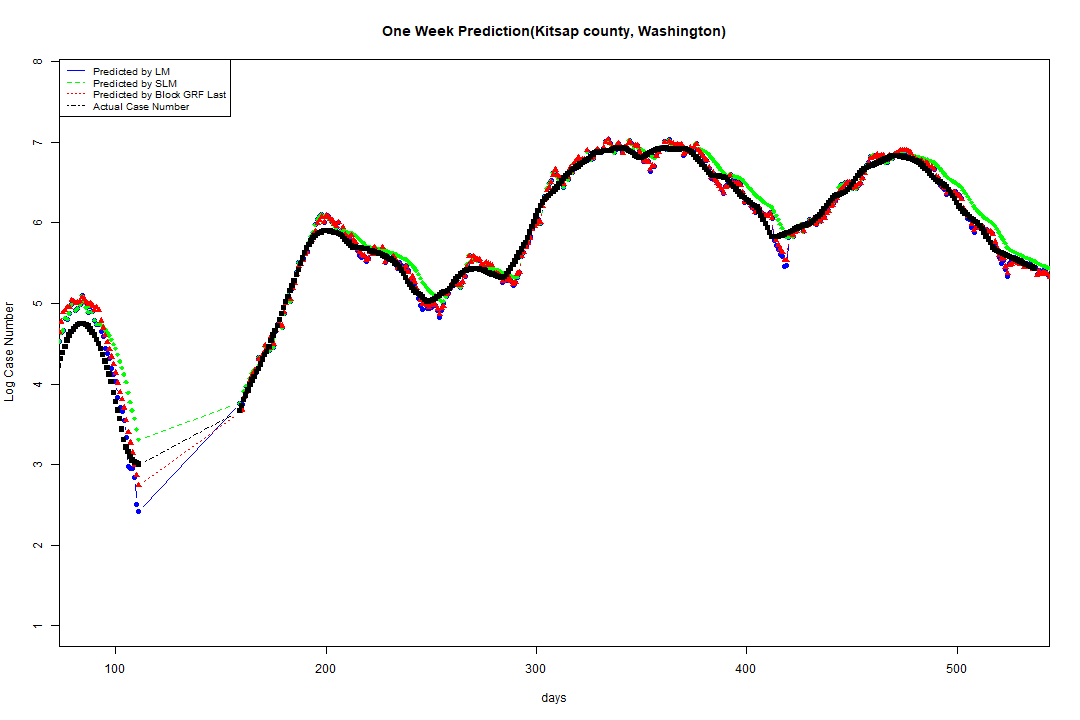 One Week Prediction(Kitsap county, Washington)
Predicted by LM
Predicted by SLM
Predicted by Block GRF Last
Actual Case Number
8
7
6
5
4
3
2
1
Log Case Number
100 200 300 400 500
days